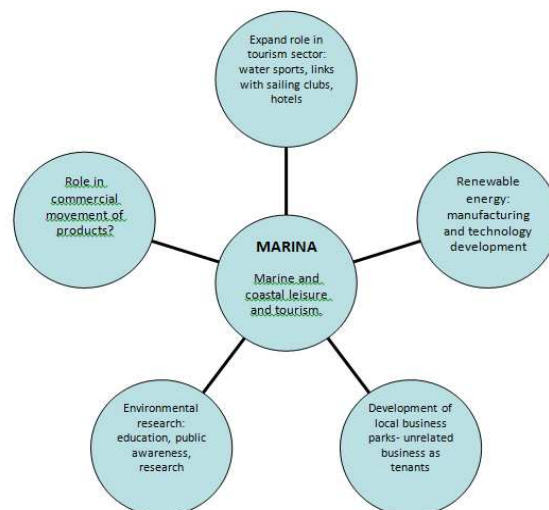 Expand role in
tourism sector:
water sports, links
with sailing clubs,
hotels
Role in
commercial
movement of
products?
Renewable
energy:
manufacturing
and technology
development
MARINA
Marine and
coastal leisure
and tourism.
Environmental
research:
education, public
awareness,
research
Development of
local business
parks- unrelated
business as
tenants